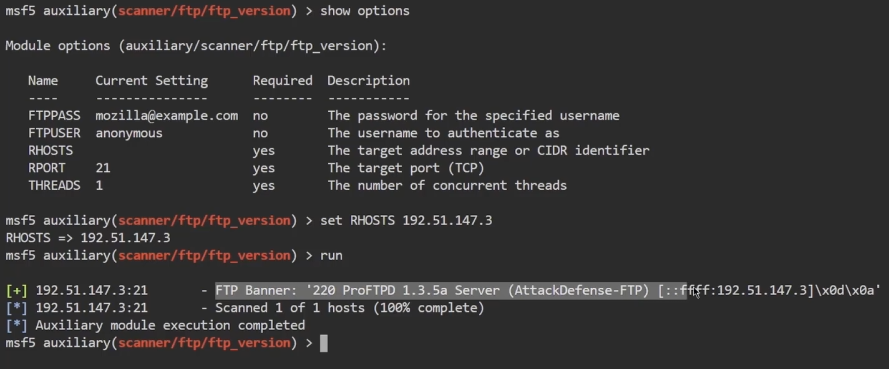 msf5 auxiliary(scanner/ftp/ftp_version) > show options
Module options (auxiliary/scanner/ftp/ftp_version):
Name Current Setting Required Description
---- --------------- -------- -----------
FTPPASS mozilla@example.com no The password for the specified username
FTPUSER anonymous no The username to authenticate as
RHOSTS yes The target address range or CIDR identifier
RPORT 21 yes The target port (TCP)
THREADS 1 yes The number of concurrent threads
msf5 auxiliary(scanner/ftp/ftp_version) > set RHOSTS 192.51.147.3
RHOSTS => 192.51.147.3
msf5 auxiliary(scanner/ftp/ftp_version) > run
[+] 192.51.147.3:21 - FTP Banner: '220 ProFTPD 1.3.5a Server (AttackDefense-FTP) [::ffff:192.51.147.3]\x0d\x0a'
[*] 192.51.147.3:21 - Scanned 1 of 1 hosts (100% complete)
[*] Auxiliary module execution completed
msf5 auxiliary(scanner/ftp/ftp_version) >